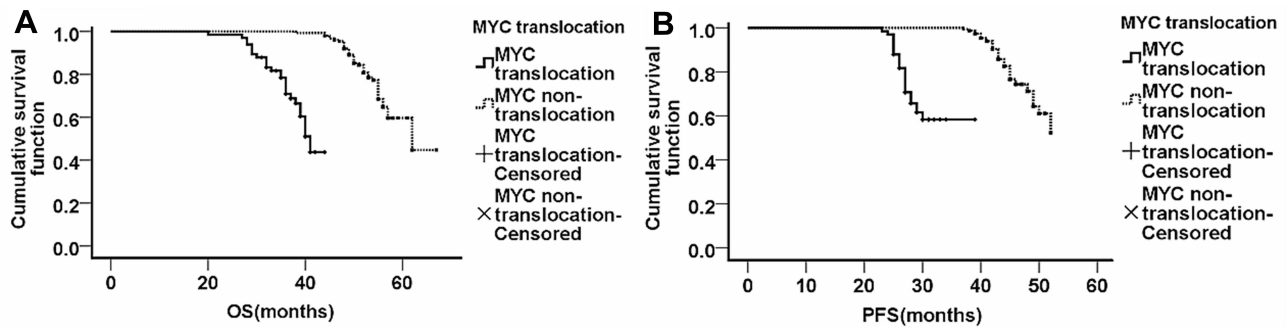 A
Cumulative survival
function
1.0
0.8
0.6
0.4
0.2
0.0
0
20
40
60
OS(months)
MYC translocation
MYC
translocation
MYC non-
translocation
MYC
translocation-
Censored
MYC non-
translocation-
Censored
B
Cumulative survival
function
1.0
0.8
0.6
0.4
0.2
0.0
0
10
20
30
40
50
60
PFS(months)
MYC translocation
MYC
translocation
MYC non-
translocation
MYC
translocation-
Censored
MYC non-
translocation-
Censored